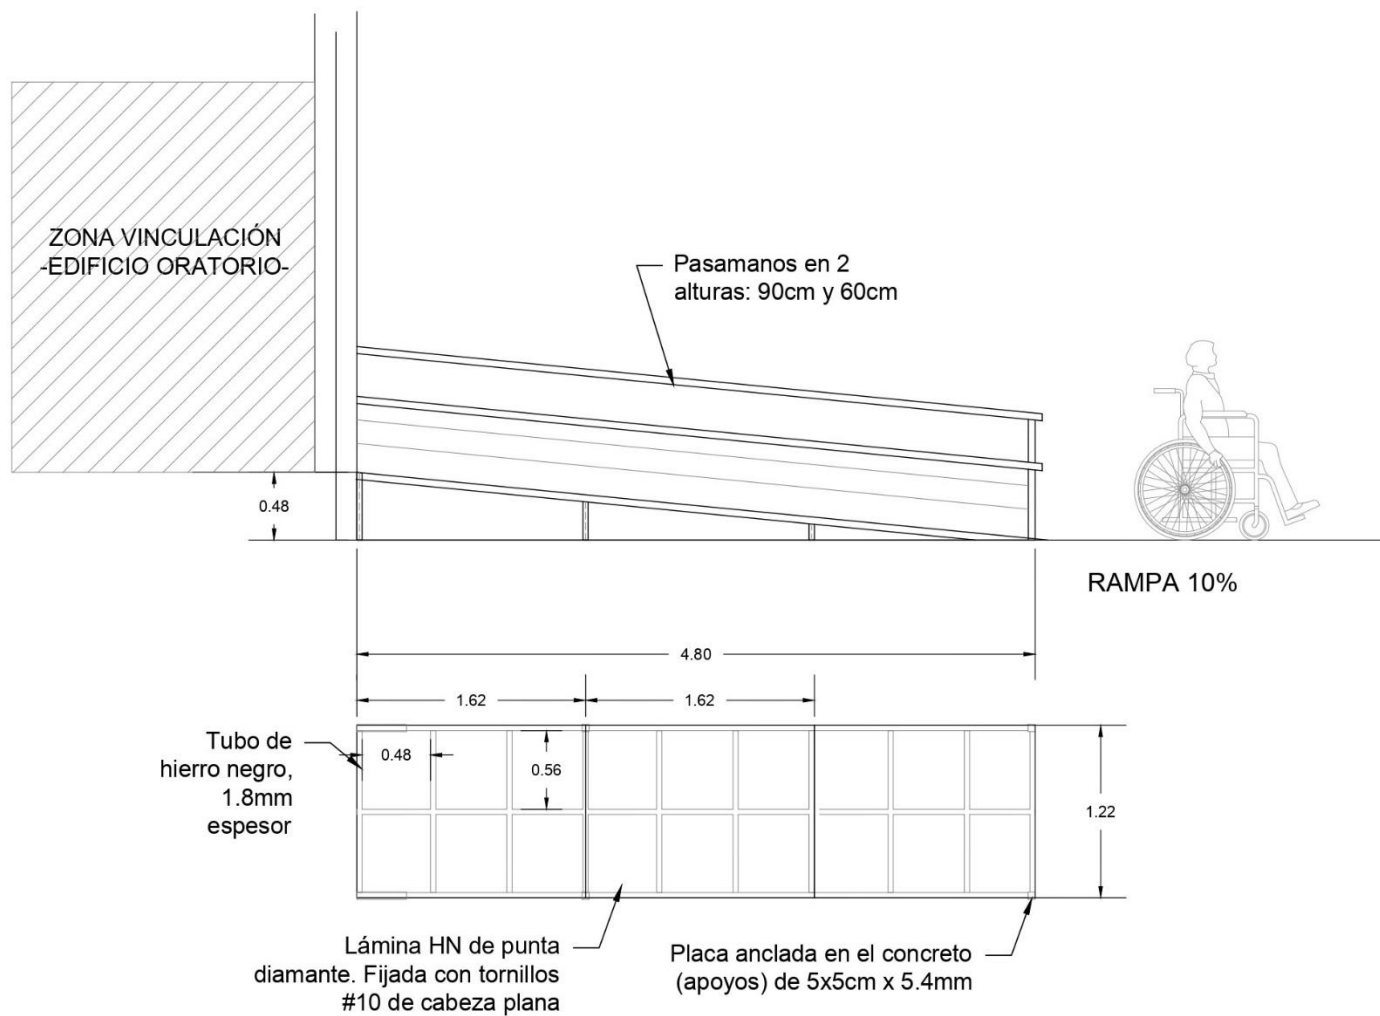 ZONA VINCULACIÓN
-EDIFICIO ORATORIO-
Pasamanos en 2
alturas: 90cm y 60cm
0.48
RAMPA 10%
4.80
1.62
1.62
Tubo de
hierro negro,
1.8mm
espesor
0.48
0.56
1.22
Lámina HN de punta
diamante. Fijada con tornillos
#10 de cabeza plana
Placa anclada en el concreto
(apoyos) de 5x5cm x 5.4mm